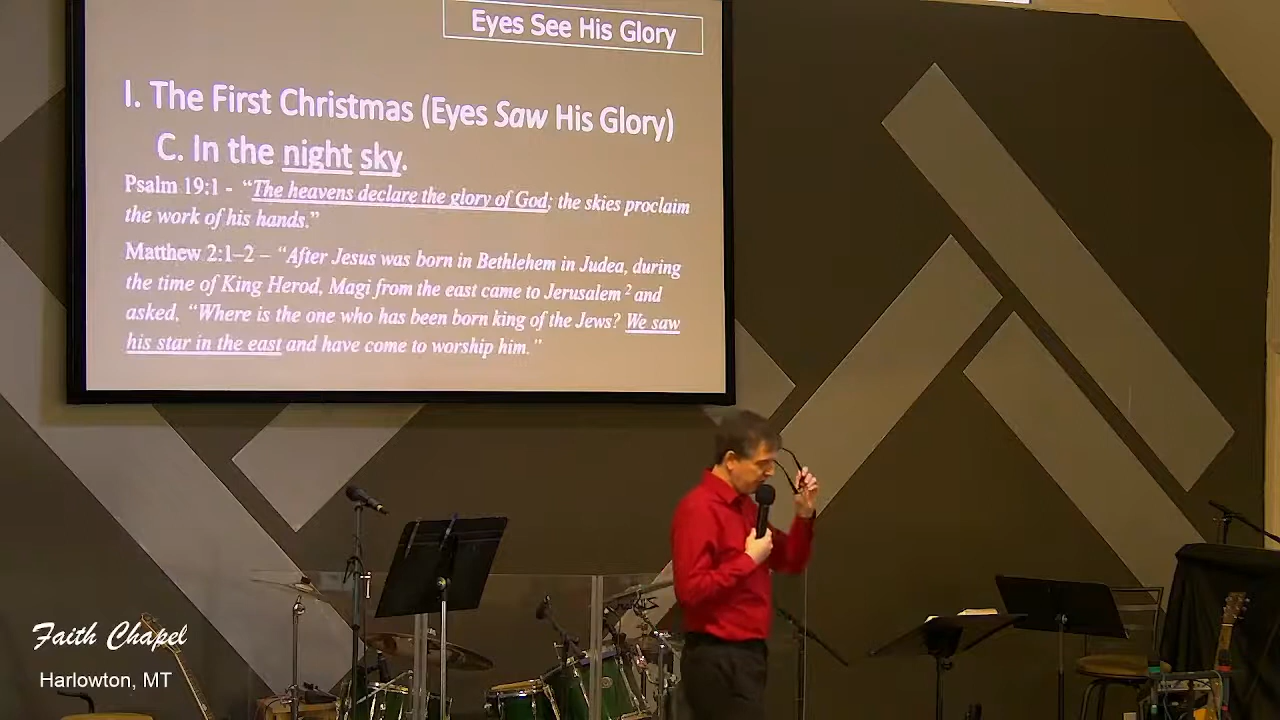 Eyes See His Glory
I. The First Christmas (Eyes Saw His Glory)
C. In the night sky.
Psalm 19:1 - “The heavens declare the glory of God; the skies proclaim
the work of his hands.”
Matthew 2:1–2 – “After Jesus was born in Bethlehem in Judea, during
the time of King Herod, Magi from the east came to Jerusalem ² and
asked, “Where is the one who has been born king of the Jews? We saw
his star in the east and have come to worship him.”
Faith Chapel
Harlowton, MT